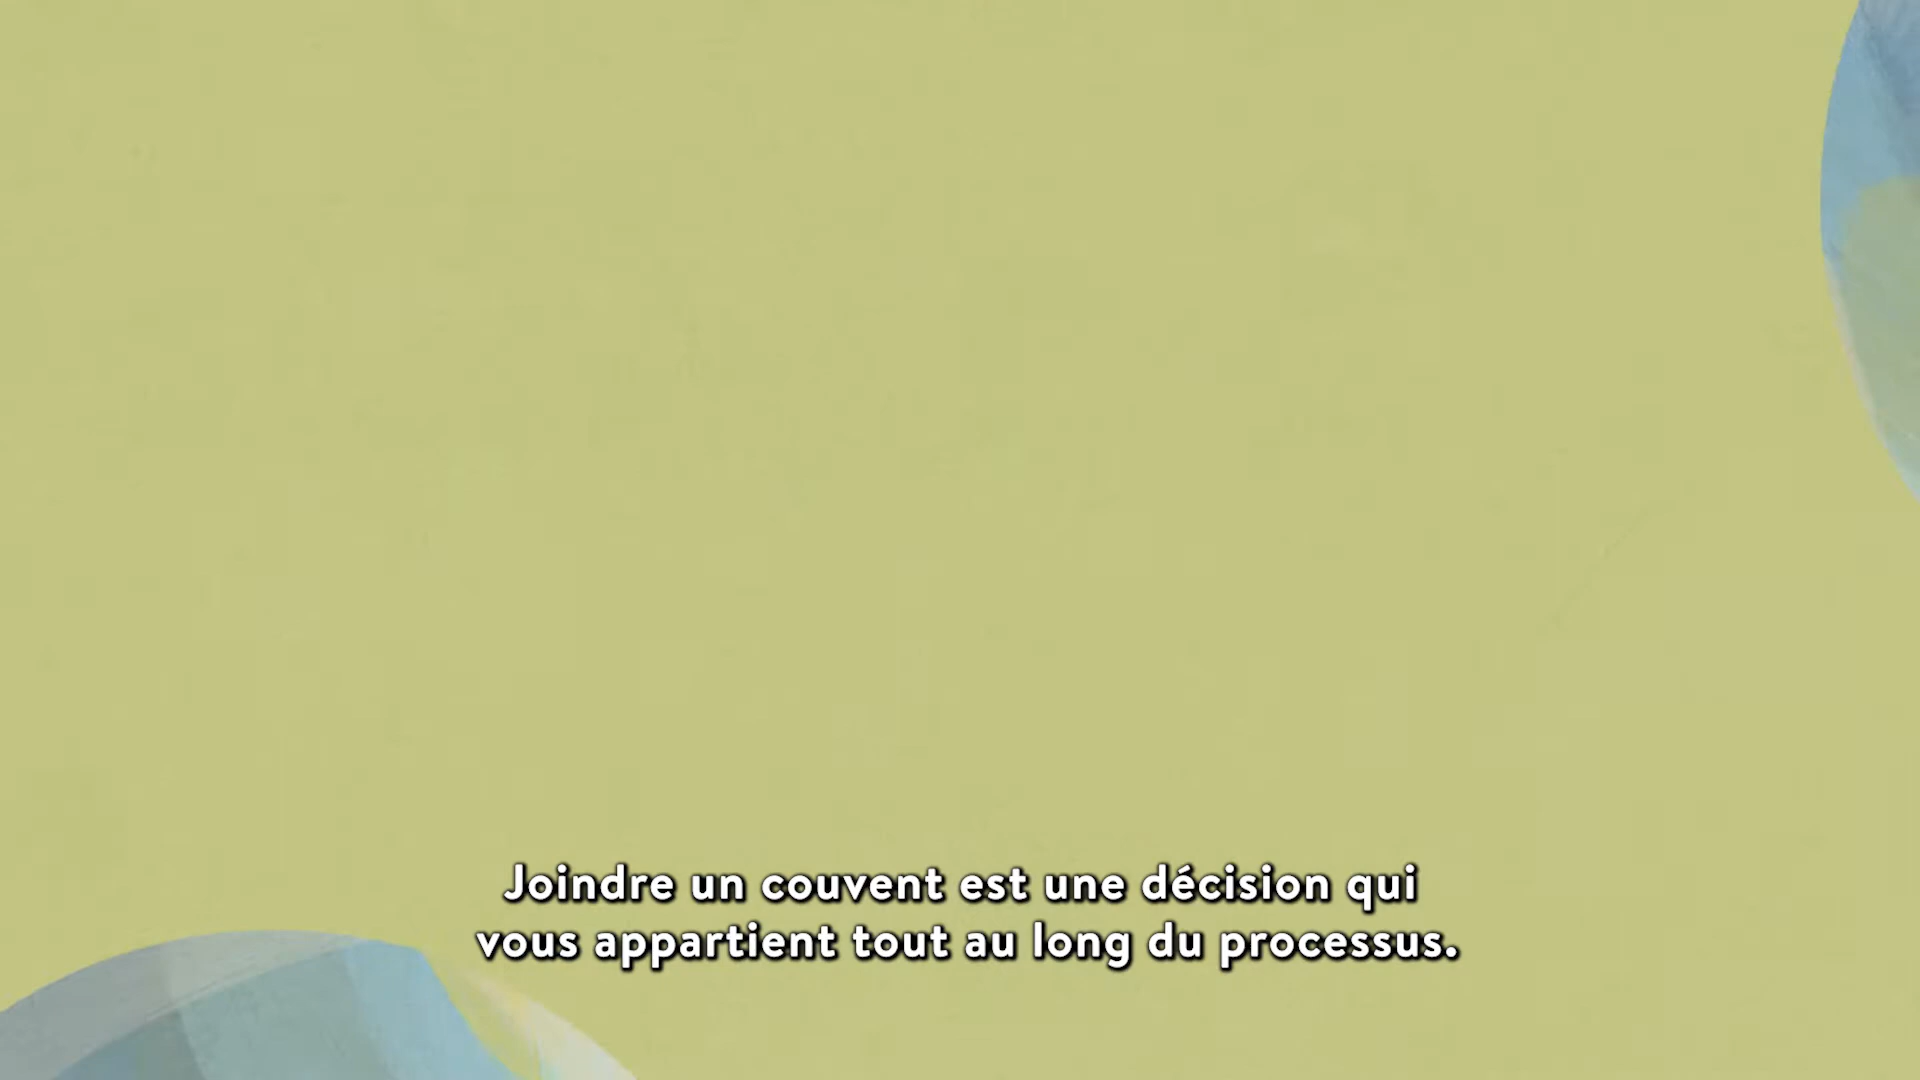 Joindre un couvent est une décision qui
vous appartient tout au long du processus.